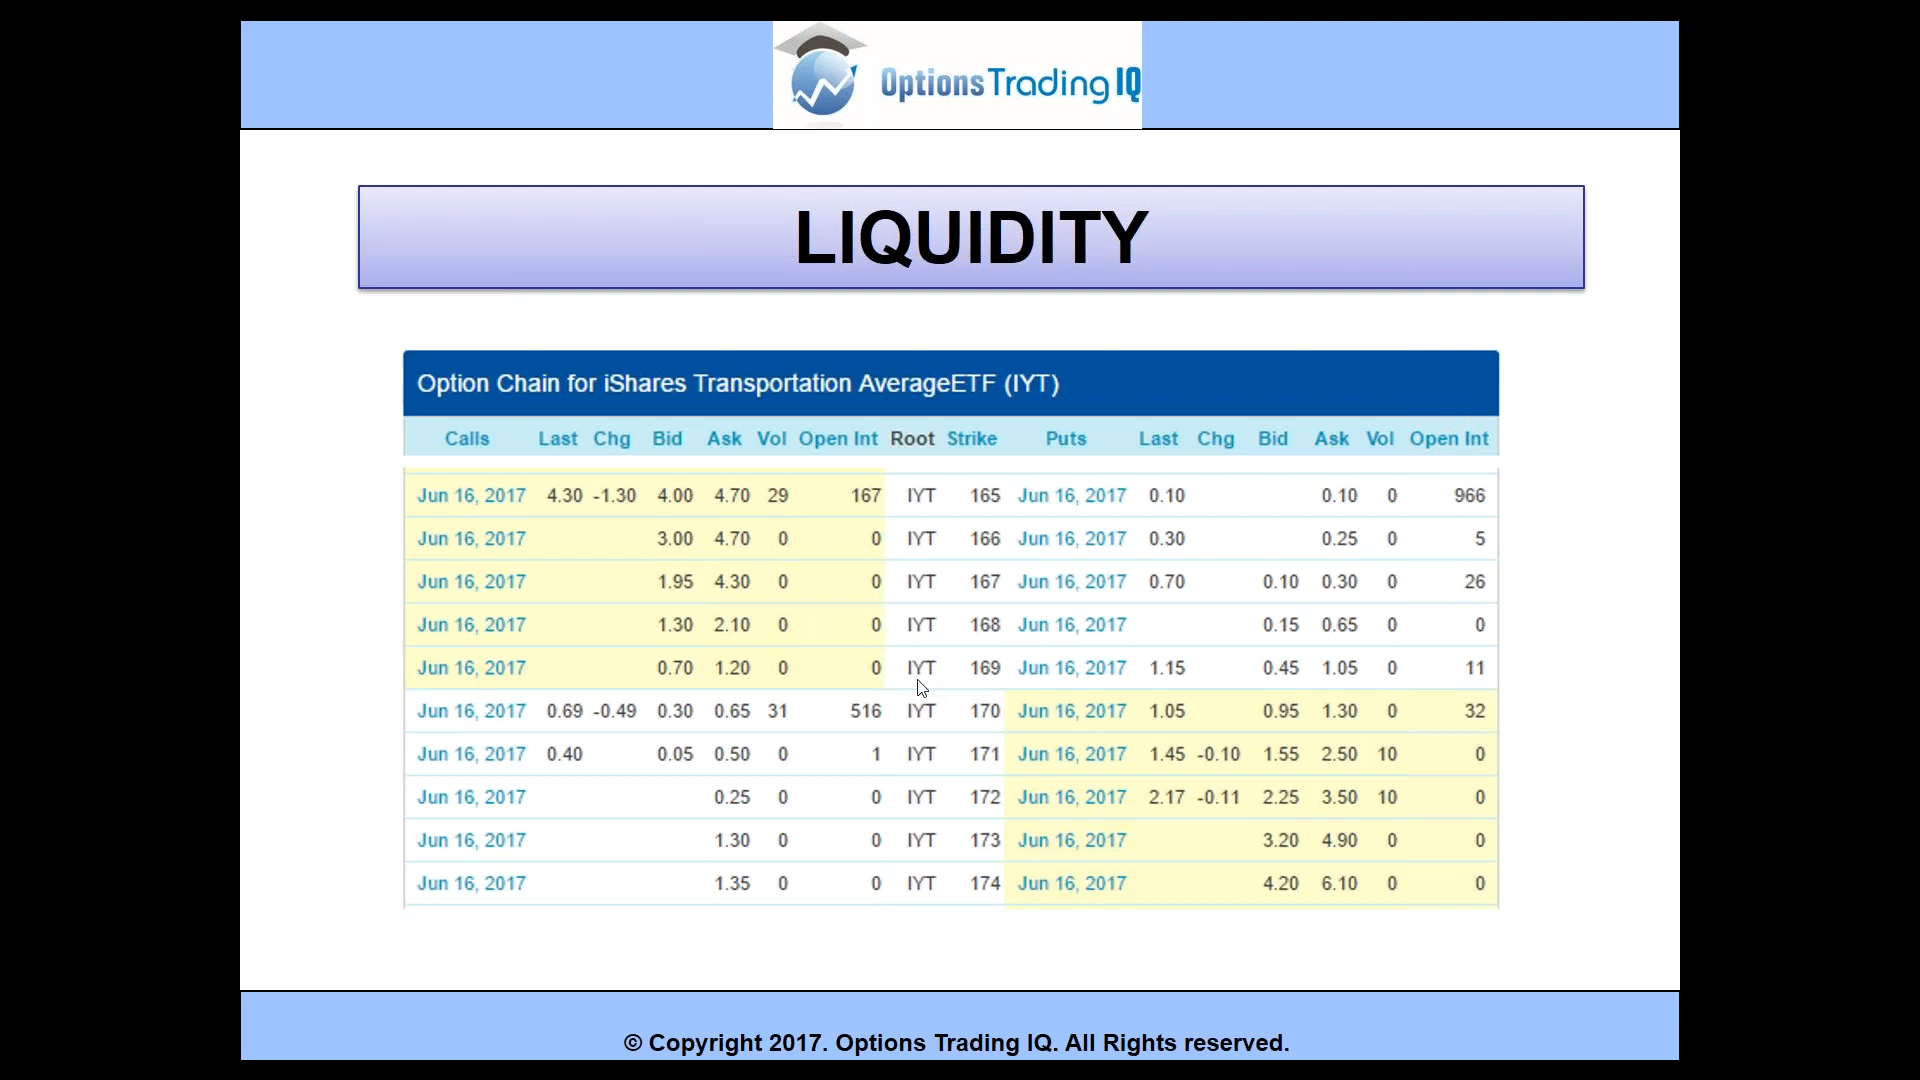 Options Trading IQ
LIQUIDITY
Option Chain for iShares Transportation AverageETF (IYT)
Calls Last Chg Bid Ask Vol Open Int Root Strike Puts Last Chg Bid Ask Vol Open Int
Jun 16, 2017 4.30 -1.30 4.00 4.70 29 167 IYT 165 Jun 16, 2017 0.10 0.10 0 966
Jun 16, 2017 3.00 4.70 0 0 IYT 166 Jun 16, 2017 0.30 0.25 0 5
Jun 16, 2017 1.95 4.30 0 0 IYT 167 Jun 16, 2017 0.70 0.10 0.30 0 26
Jun 16, 2017 1.30 2.10 0 0 IYT 168 Jun 16, 2017 0.15 0.65 0 0
Jun 16, 2017 0.70 1.20 0 0 IYT 169 Jun 16, 2017 1.15 0.45 1.05 0 11
Jun 16, 2017 0.69 -0.49 0.30 0.65 31 516 IYT 170 Jun 16, 2017 1.05 0.95 1.30 0 32
Jun 16, 2017 0.40 0.05 0.50 0 1 IYT 171 Jun 16, 2017 1.45 -0.10 1.55 2.50 10 0
Jun 16, 2017 0.25 0 0 IYT 172 Jun 16, 2017 2.17 -0.11 2.25 3.50 10 0
Jun 16, 2017 1.30 0 0 IYT 173 Jun 16, 2017 3.20 4.90 0 0
Jun 16, 2017 1.35 0 0 IYT 174 Jun 16, 2017 4.20 6.10 0 0
© Copyright 2017. Options Trading IQ. All Rights reserved.